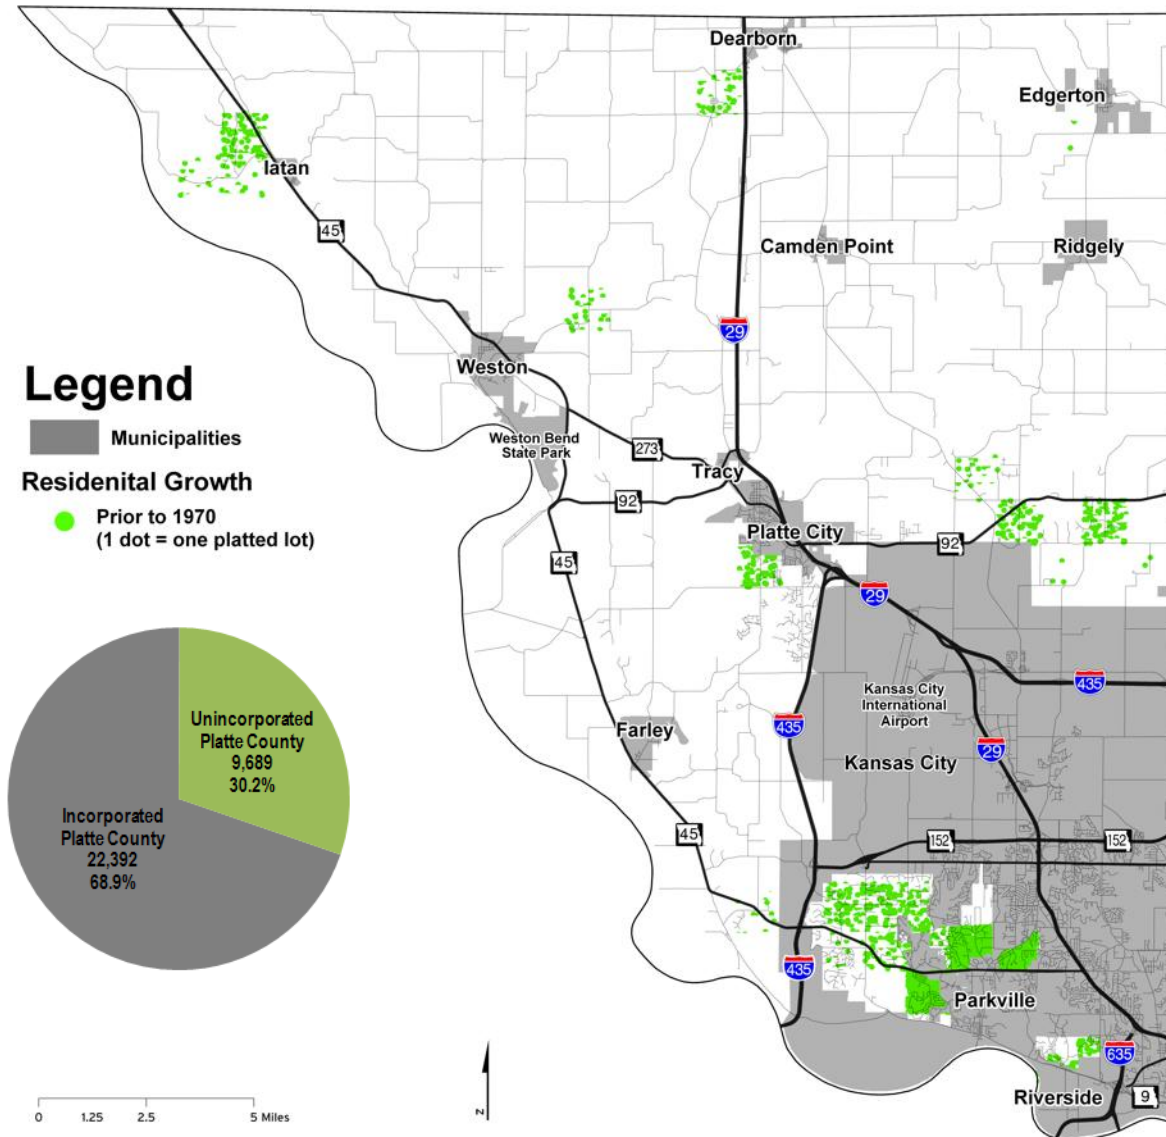 Dearborn
Edgerton
Iatan
45
Camden Point
Ridgely
29
Weston
Legend
Municipalities
Weston Bend
State Park
273
Tracy
Residenital Growth
92
Prior to 1970
(1 dot = one platted lot)
Platte City
92
45
29
Kansas City
International
Airport
435
Unincorporated
Platte County
9,689
30.2%
Farley
435
29
Kansas City
Incorporated
Platte County
22,392
68.9%
45
152
152
435
Parkville
635
Riverside
9
N
0 1.25 2.5 5 Miles